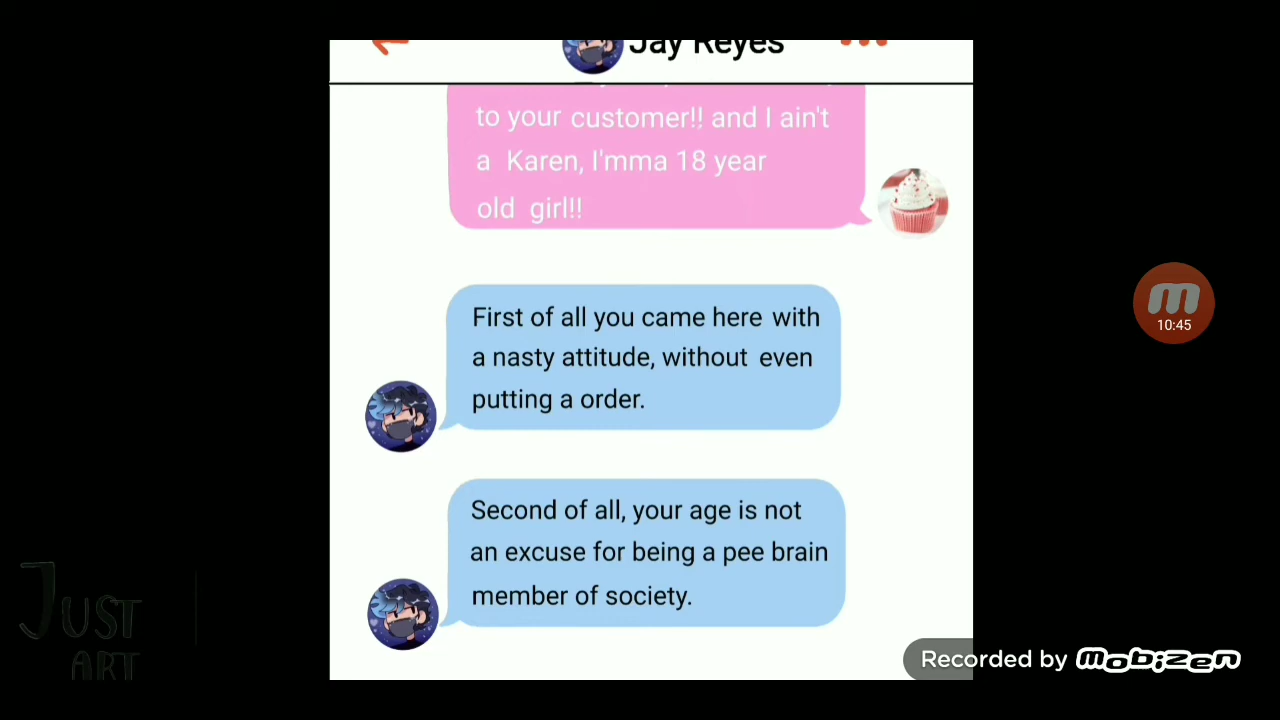 Jay Reyes
to your customer!! and I ain't
a Karen, I'mma 18 year
old girl!!
First of all you came here with
a nasty attitude, without even
putting a order.
Second of all, your age is not
an excuse for being a pee brain
member of society.
10:45
JUST
ART
Recorded by mobizen